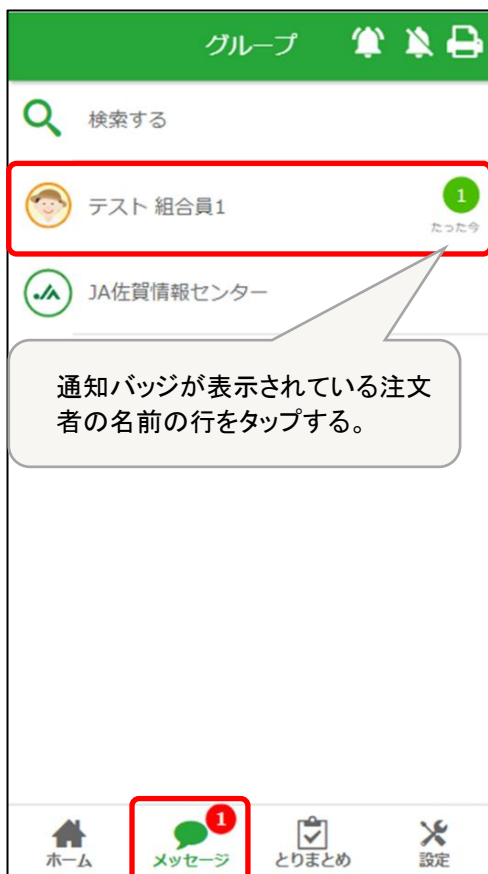 グループ
検索する
テスト 組合員1
1
たった今
JA佐賀情報センター
通知バッジが表示されている注文
者の名前の行をタップする。
1
ホーム
メッセージ
とりまとめ
設定